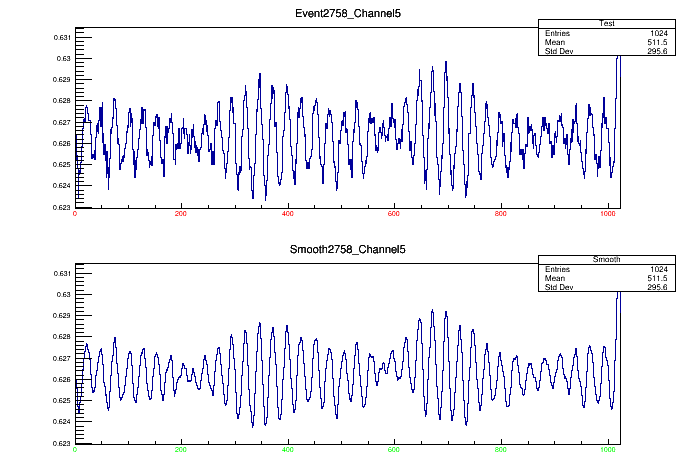 Event2758_Channel5
Test
Entries 1024
Mean 511.5
Std Dev 295.6
0.631
0.63
0.629
0.628
0.627
0.626
0.625
0.624
0.623
0 200 400 600 800 1000
Smooth2758_Channel5
Smooth
Entries 1024
Mean 511.5
Std Dev 295.6
0.631
0.63
0.629
0.628
0.627
0.626
0.625
0.624
0.623
0 200 400 600 800 1000